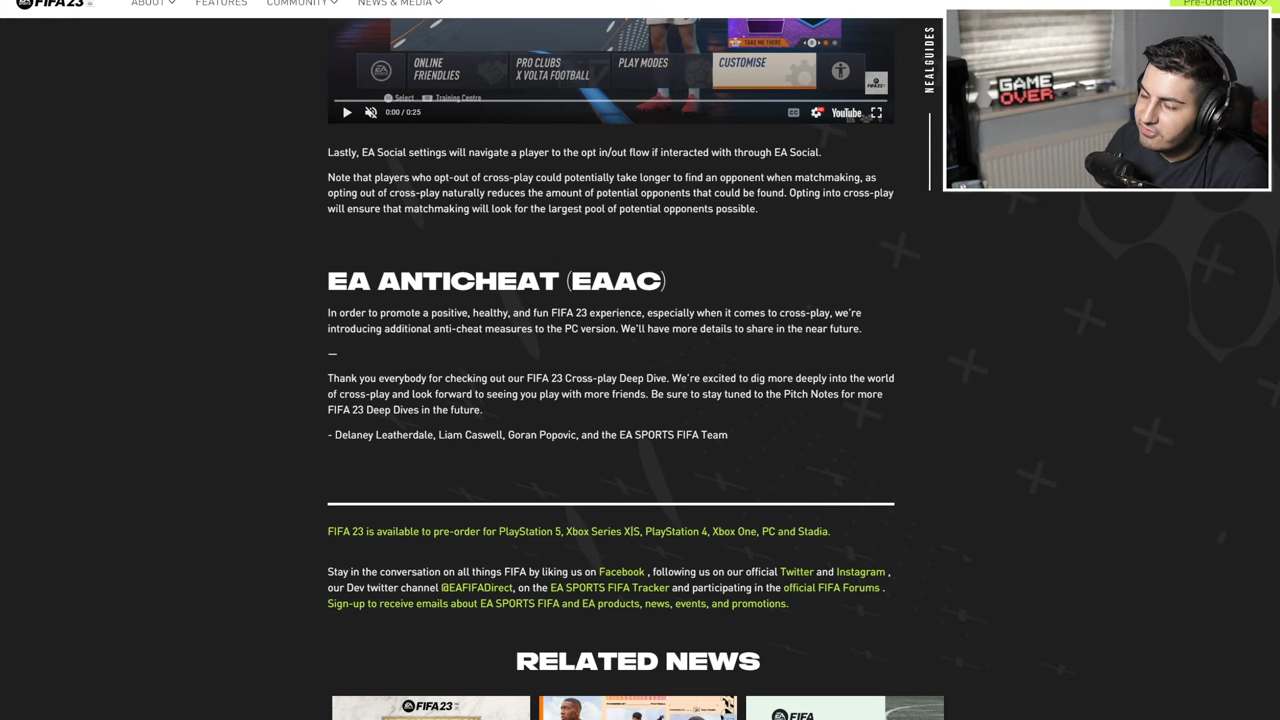 FIFA 23
ABOUT
FEATURES
COMMUNITY
NEWS & MEDIA
Pre-Order Now
NEALGUIDES
GAME
OVER
TAKE ME THERE
ONLINE
FRIENDLIES
PRO CLUBS
X VOLTA FOOTBALL
PLAY MODES
CUSTOMISE
Select
Training Centre
0:00 / 0:25
CC
YouTube
Lastly, EA Social settings will navigate a player to the opt in/out flow if interacted with through EA Social.
Note that players who opt-out of cross-play could potentially take longer to find an opponent when matchmaking, as
opting out of cross-play naturally reduces the amount of potential opponents that could be found. Opting into cross-play
will ensure that matchmaking will look for the largest pool of potential opponents possible.
EA ANTICHEAT (EAAC)
In order to promote a positive, healthy, and fun FIFA 23 experience, especially when it comes to cross-play, we’re
introducing additional anti-cheat measures to the PC version. We’ll have more details to share in the near future.
—
Thank you everybody for checking out our FIFA 23 Cross-play Deep Dive. We’re excited to dig more deeply into the world
of cross-play and look forward to seeing you play with more friends. Be sure to stay tuned to the Pitch Notes for more
FIFA 23 Deep Dives in the future.
- Delaney Leatherdale, Liam Caswell, Goran Popovic, and the EA SPORTS FIFA Team
FIFA 23 is available to pre-order for PlayStation 5, Xbox Series X|S, PlayStation 4, Xbox One, PC and Stadia.
Stay in the conversation on all things FIFA by liking us on Facebook , following us on our official Twitter and Instagram ,
our Dev twitter channel @EAFIFADirect, on the EA SPORTS FIFA Tracker and participating in the official FIFA Forums .
Sign-up to receive emails about EA SPORTS FIFA and EA products, news, events, and promotions.
RELATED NEWS
FIFA 23
FIFA